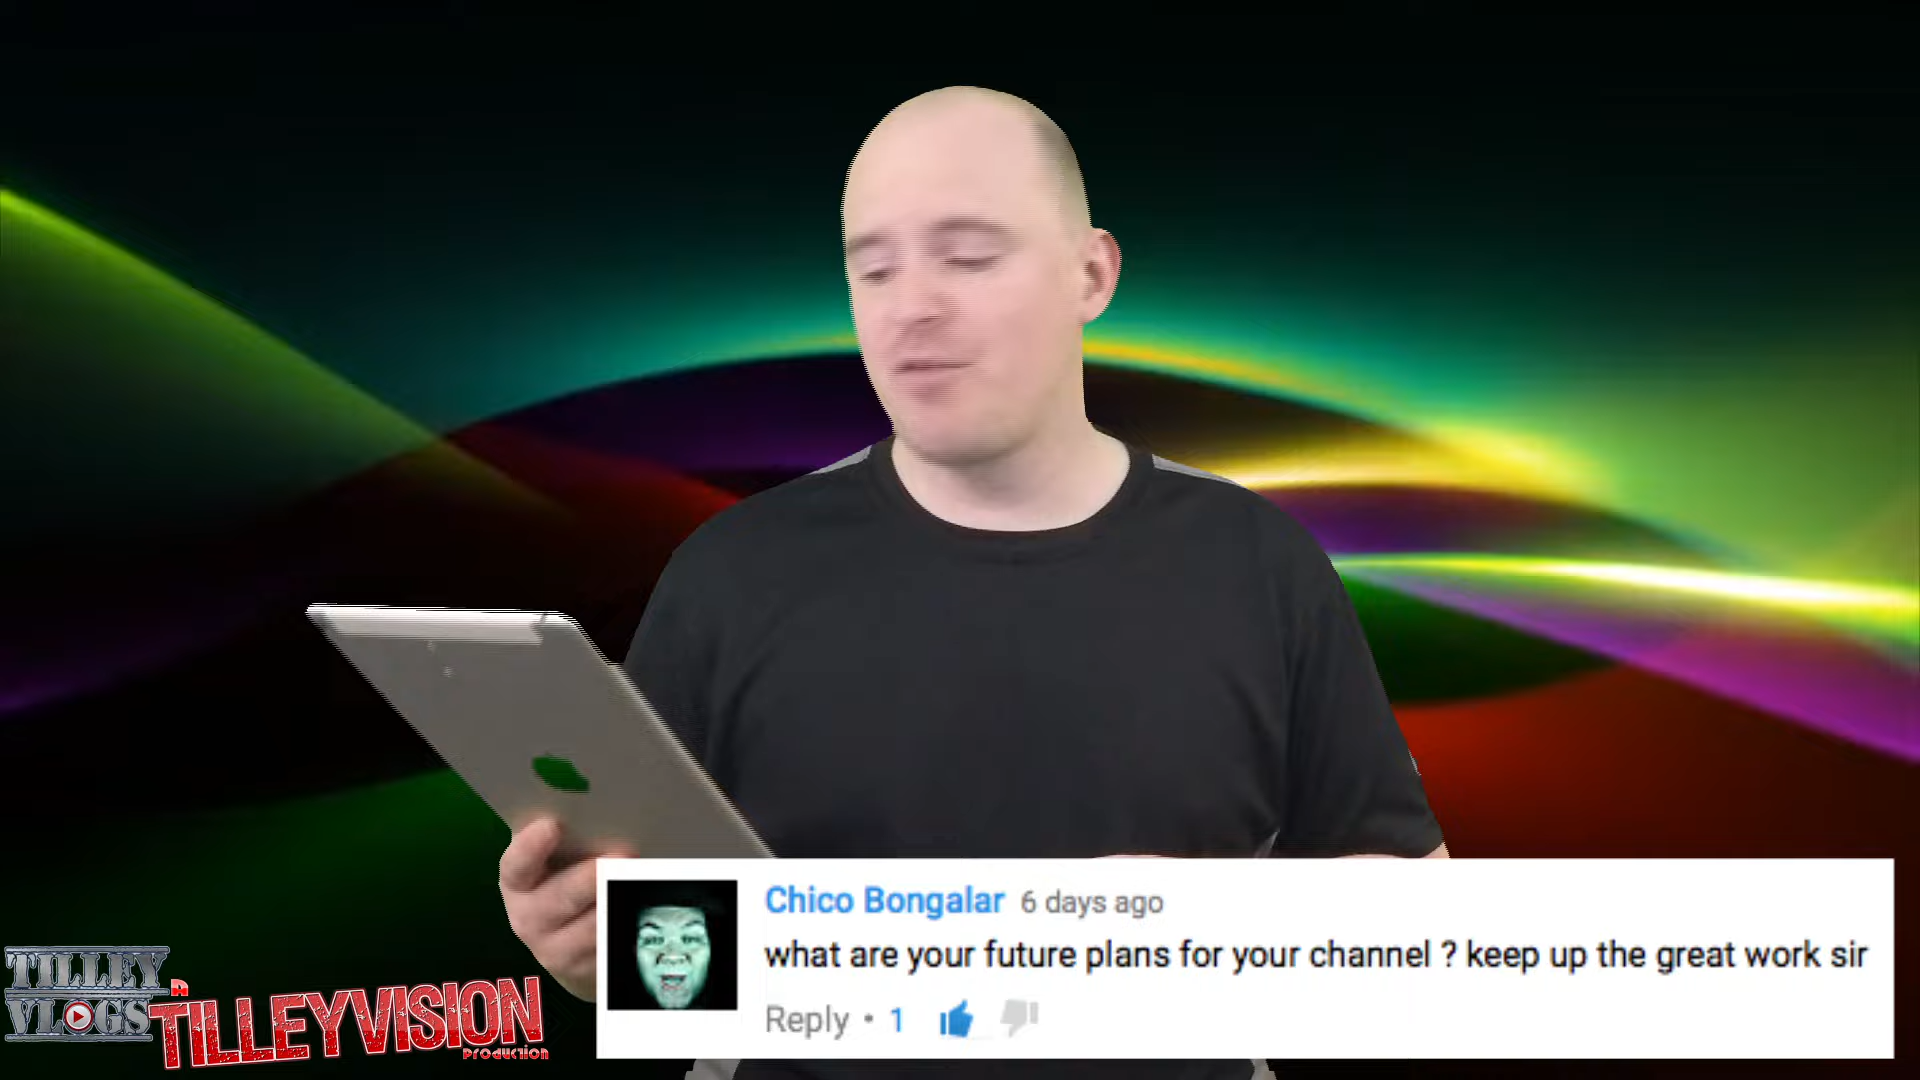 Chico Bongalar 6 days ago
what are your future plans for your channel ? keep up the great work sir
Reply • 1
TILLEY
VLOGS
A
TILLEYVISION
PRODUCTION